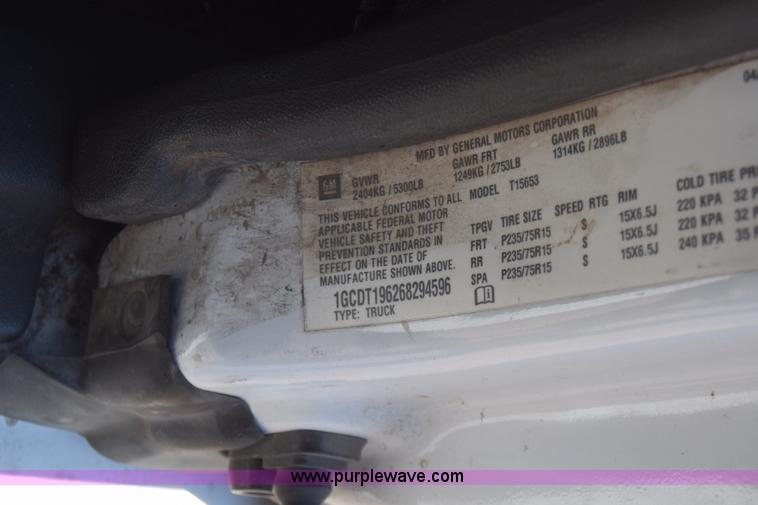 04
MFD BY GENERAL MOTORS CORPORATION
GM
GVWR GAWR FRT GAWR RR
2404KG / 5300LB 1249KG / 2753LB 1314KG / 2896LB
THIS VEHICLE CONFORMS TO ALL MODEL T15653
APPLICABLE FEDERAL MOTOR
VEHICLE SAFETY AND THEFT
PREVENTION STANDARDS IN
EFFECT ON THE DATE OF
MANUFACTURE SHOWN ABOVE.
1GCDT196268294596
TYPE: TRUCK
TPGV TIRE SIZE SPEED RTG RIM COLD TIRE PR
FRT P235/75R15 S 15X6.5J 220 KPA 32 P
RR P235/75R15 S 15X6.5J 220 KPA 32 P
SPA P235/75R15 S 15X6.5J 240 KPA 35 P
www.purplewave.com